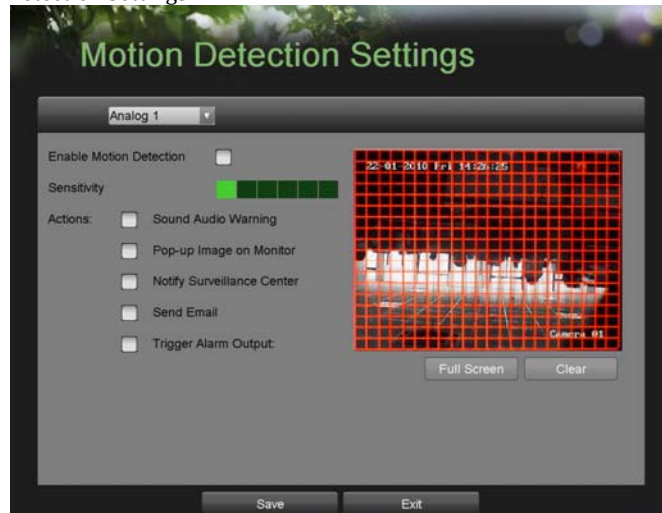 Motion Detection Settings
Analog 1
Enable Motion Detection
Sensitivity
Actions:
Sound Audio Warning
Pop-up Image on Monitor
Notify Surveillance Center
Send Email
Trigger Alarm Output:
22-01-2010 Fri 14:26:25
Camera 01
Full Screen
Clear
Save
Exit